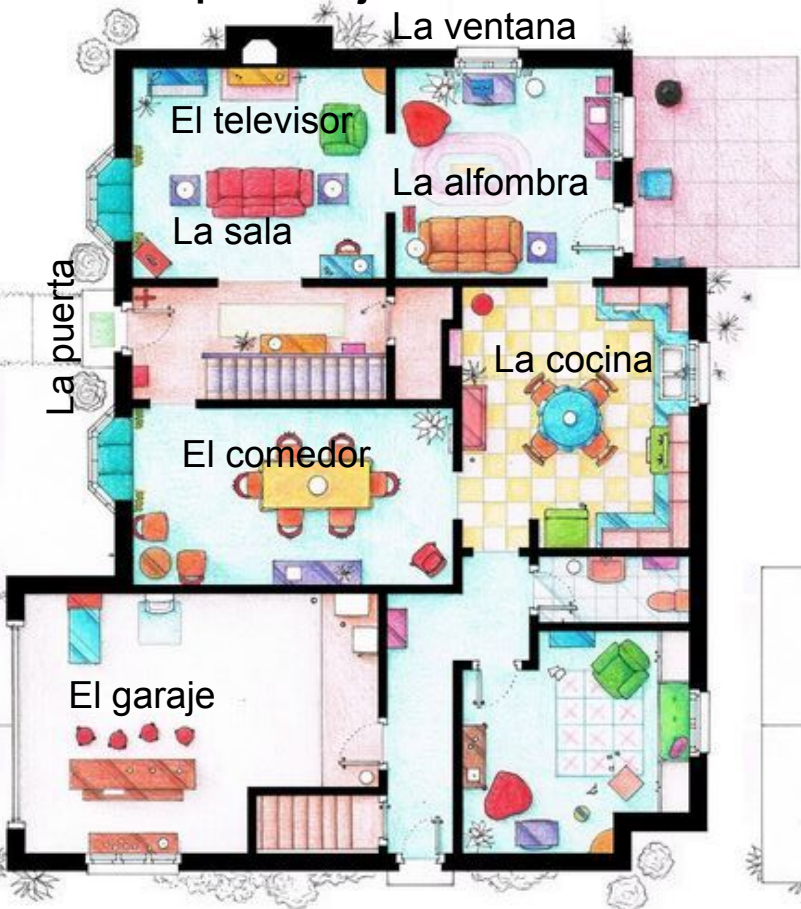 La ventana
El televisor
La alfombra
La sala
La puerta
La cocina
El comedor
El garaje